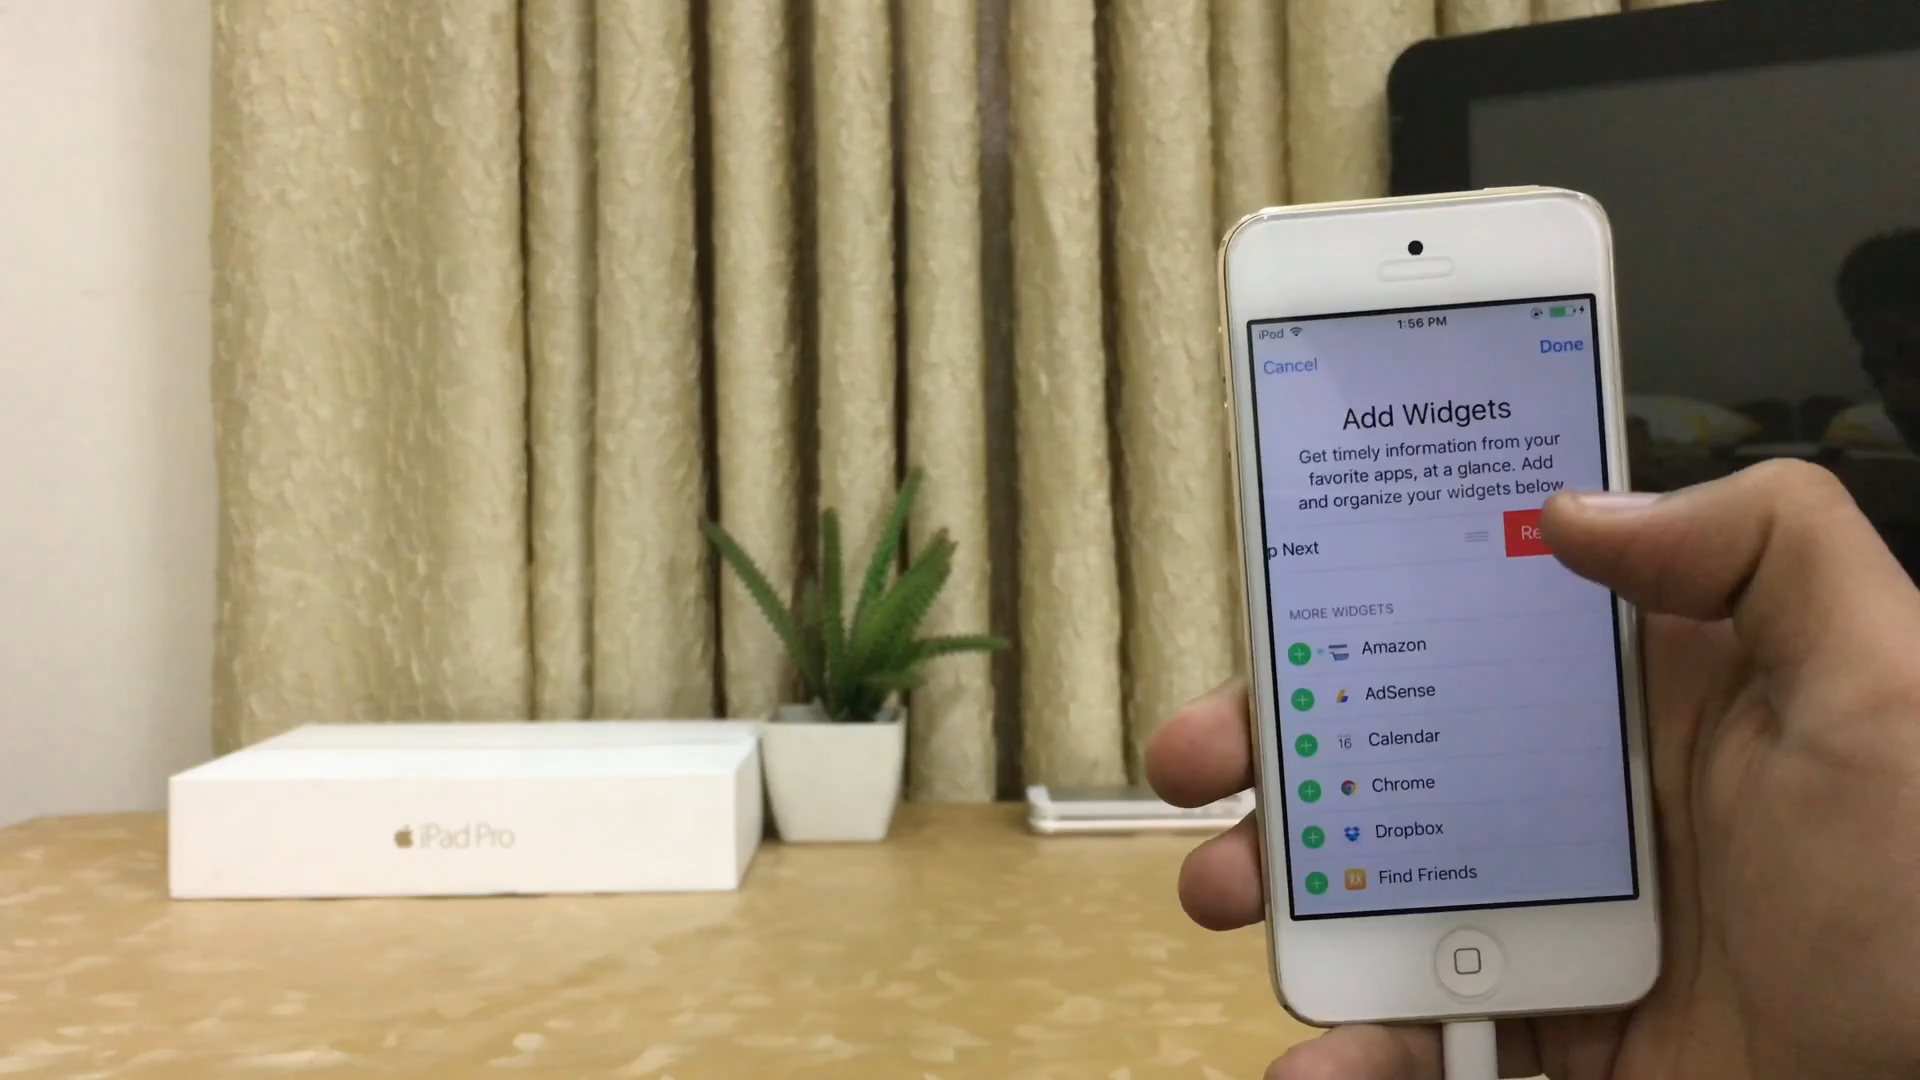 iPad Pro
iPod 1:56 PM
Cancel Done
Add Widgets
Get timely information from your
favorite apps, at a glance. Add
and organize your widgets below
p Next Re
MORE WIDGETS
Amazon
AdSense
16 Calendar
Chrome
Dropbox
Find Friends